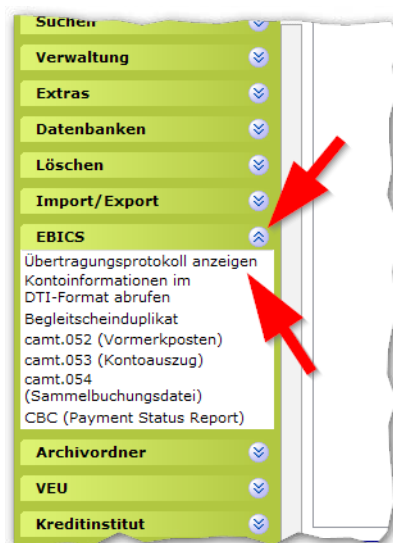 Suchen
Verwaltung
Extras
Datenbanken
Löschen
Import/Export
EBICS
Übertragungsprotokoll anzeigen
Kontoinformationen im
DTI-Format abrufen
Begleitscheinduplikat
camt.052 (Vormerkposten)
camt.053 (Kontoauszug)
camt.054
(Sammelbuchungsdatei)
CBC (Payment Status Report)
Archivordner
VEU
Kreditinstitut